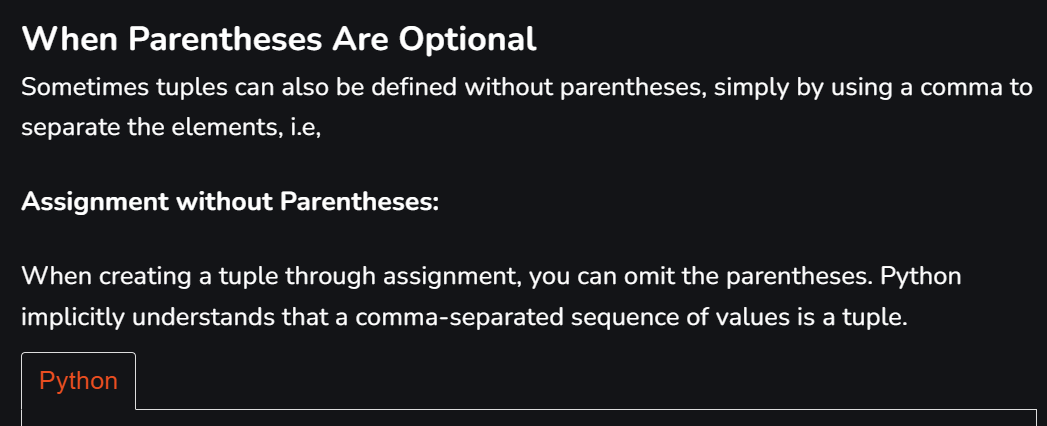 When Parentheses Are Optional
Sometimes tuples can also be defined without parentheses, simply by using a comma to
separate the elements, i.e,
Assignment without Parentheses:
When creating a tuple through assignment, you can omit the parentheses. Python
implicitly understands that a comma-separated sequence of values is a tuple.
Python